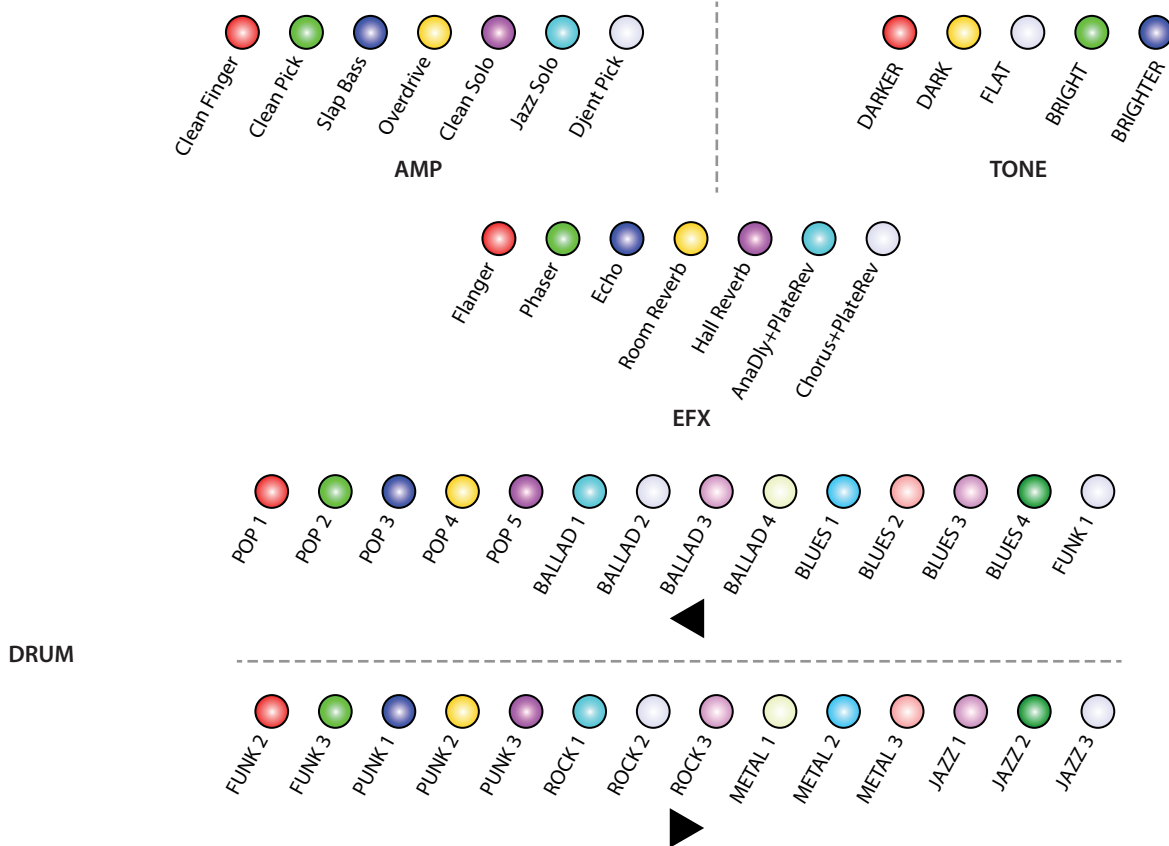 Clean Finger
Clean Pick
Slap Bass
Overdrive
Clean Solo
Jazz Solo
Djent Pick
AMP
DARKER
DARK
FLAT
BRIGHT
BRIGHTER
TONE
Flanger
Phaser
Echo
Room Reverb
Hall Reverb
AnaDly+PlateRev
Chorus+PlateRev
EFX
POP 1
POP 2
POP 3
POP 4
POP 5
BALLAD 1
BALLAD 2
BALLAD 3
BALLAD 4
BLUES 1
BLUES 2
BLUES 3
BLUES 4
FUNK 1
DRUM
FUNK 2
FUNK 3
PUNK 1
PUNK 2
PUNK 3
ROCK 1
ROCK 2
ROCK 3
METAL 1
METAL 2
METAL 3
JAZZ 1
JAZZ 2
JAZZ 3